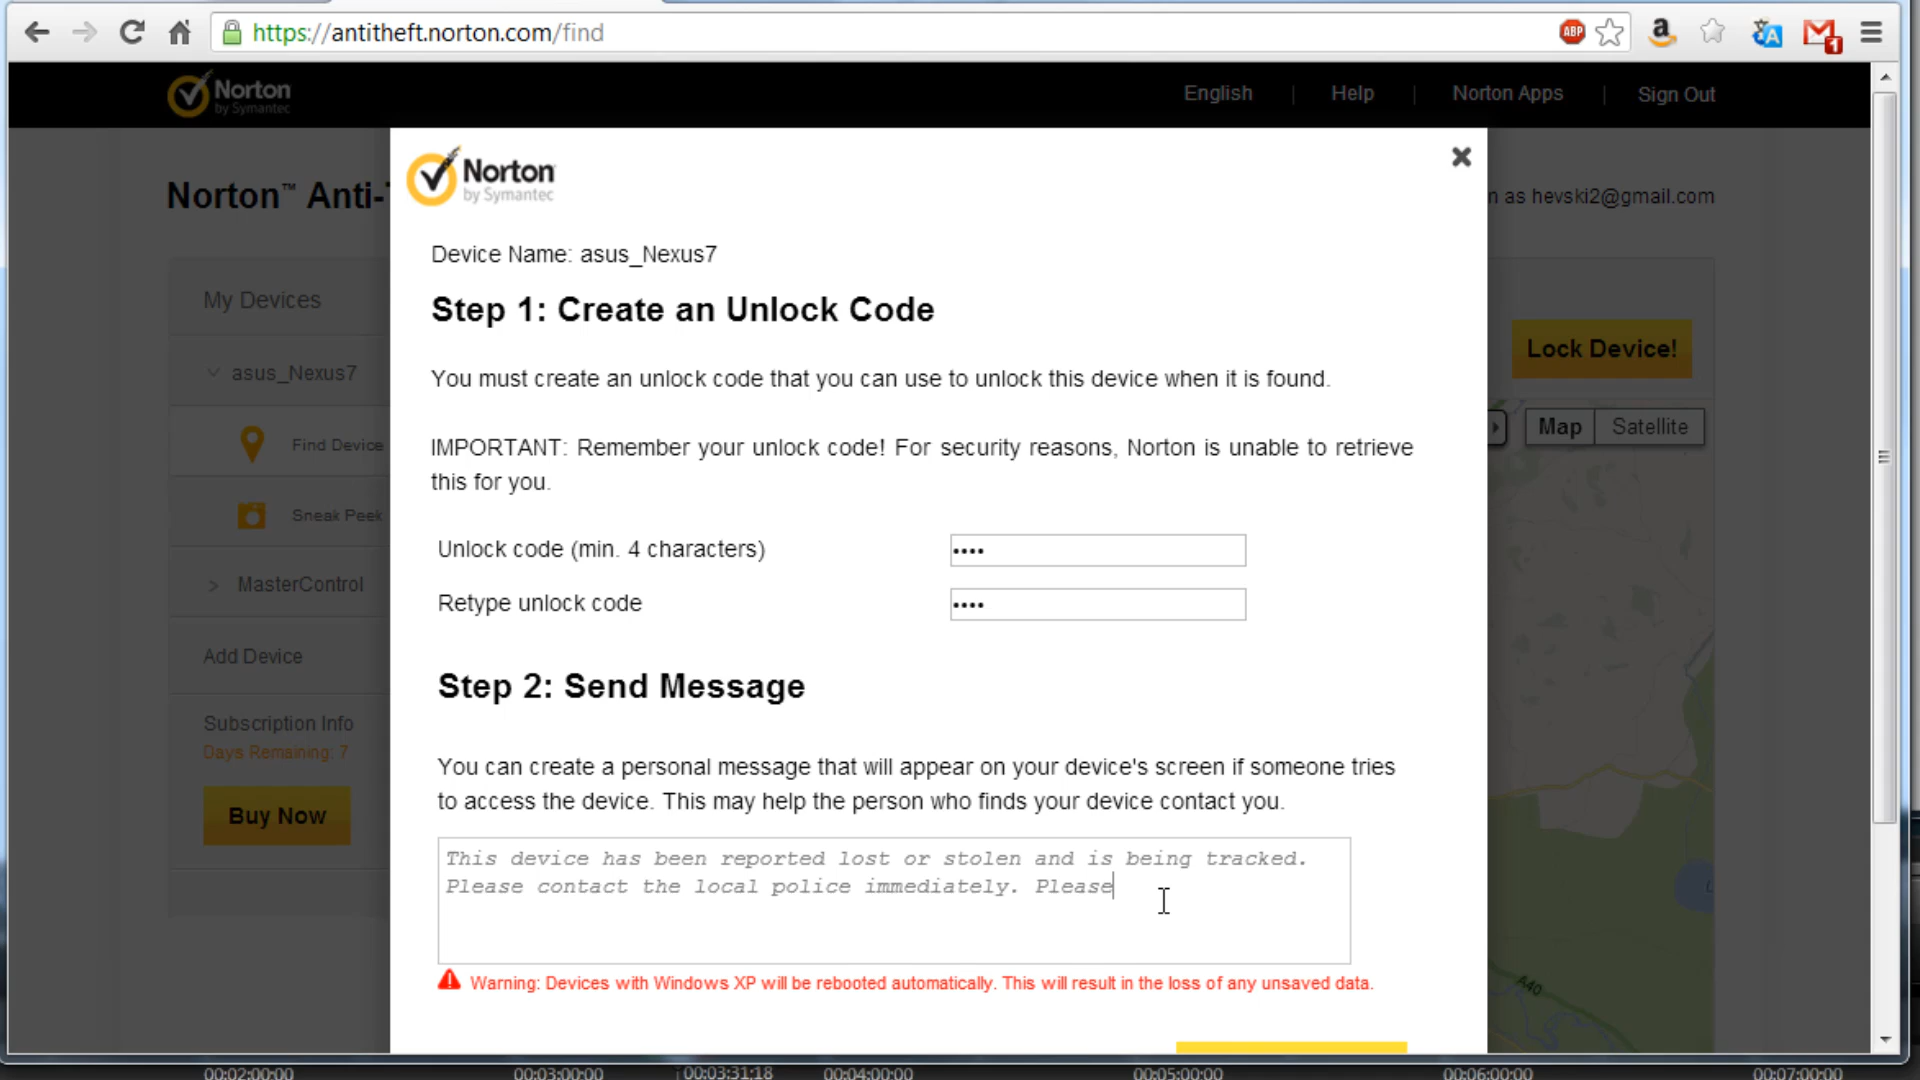 https://antitheft.norton.com/find
ABP
1
Norton
by Symantec
English | Help | Norton Apps | Sign Out
Norton™ Anti-
n as hevski2@gmail.com
Norton
by Symantec
Device Name: asus_Nexus7
Step 1: Create an Unlock Code
You must create an unlock code that you can use to unlock this device when it is found.
IMPORTANT: Remember your unlock code! For security reasons, Norton is unable to retrieve
this for you.
Unlock code (min. 4 characters) ••••
Retype unlock code ••••
Step 2: Send Message
You can create a personal message that will appear on your device's screen if someone tries
to access the device. This may help the person who finds your device contact you.
This device has been reported lost or stolen and is being tracked.
Please contact the local police immediately. Please
Warning: Devices with Windows XP will be rebooted automatically. This will result in the loss of any unsaved data.
My Devices
asus_Nexus7
Find Device
Sneak Peek
MasterControl
Add Device
Subscription Info
Days Remaining: 7
Buy Now
Lock Device!
Map
Satellite
A40
00:02:00:00 00:03:00:00 00:03:31:18 00:04:00:00 00:05:00:00 00:06:00:00 00:07:00:00